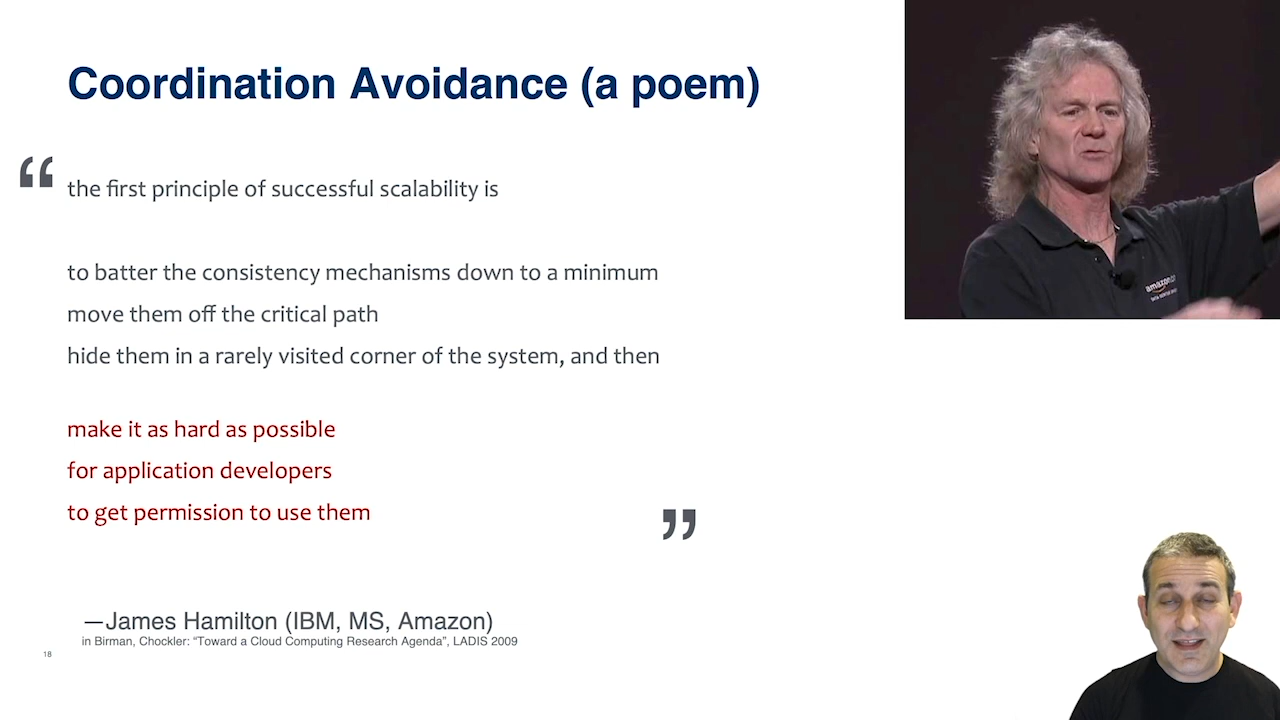 Coordination Avoidance (a poem)
“
the first principle of successful scalability is
to batter the consistency mechanisms down to a minimum
move them off the critical path
hide them in a rarely visited corner of the system, and then
make it as hard as possible
for application developers
to get permission to use them
”
—James Hamilton (IBM, MS, Amazon)
in Birman, Chockler: “Toward a Cloud Computing Research Agenda”, LADIS 2009
18